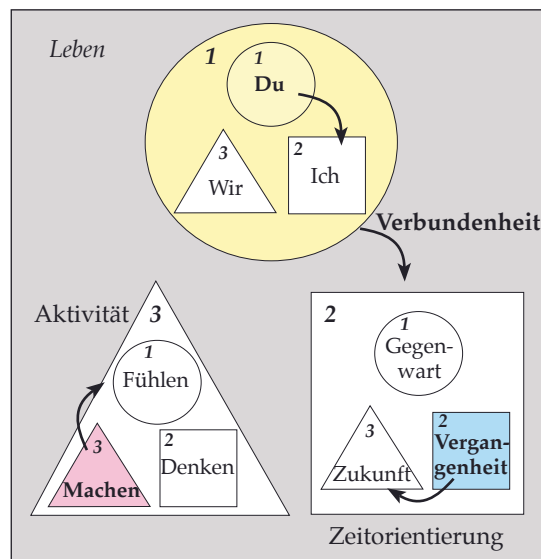 Leben
1
1
Du
3
Wir
2
Ich
Verbundenheit
Aktivität
3
1
Fühlen
3
Machen
2
Denken
2
1
Gegen-
wart
3
Zukunft
2
Vergan-
genheit
Zeitorientierung